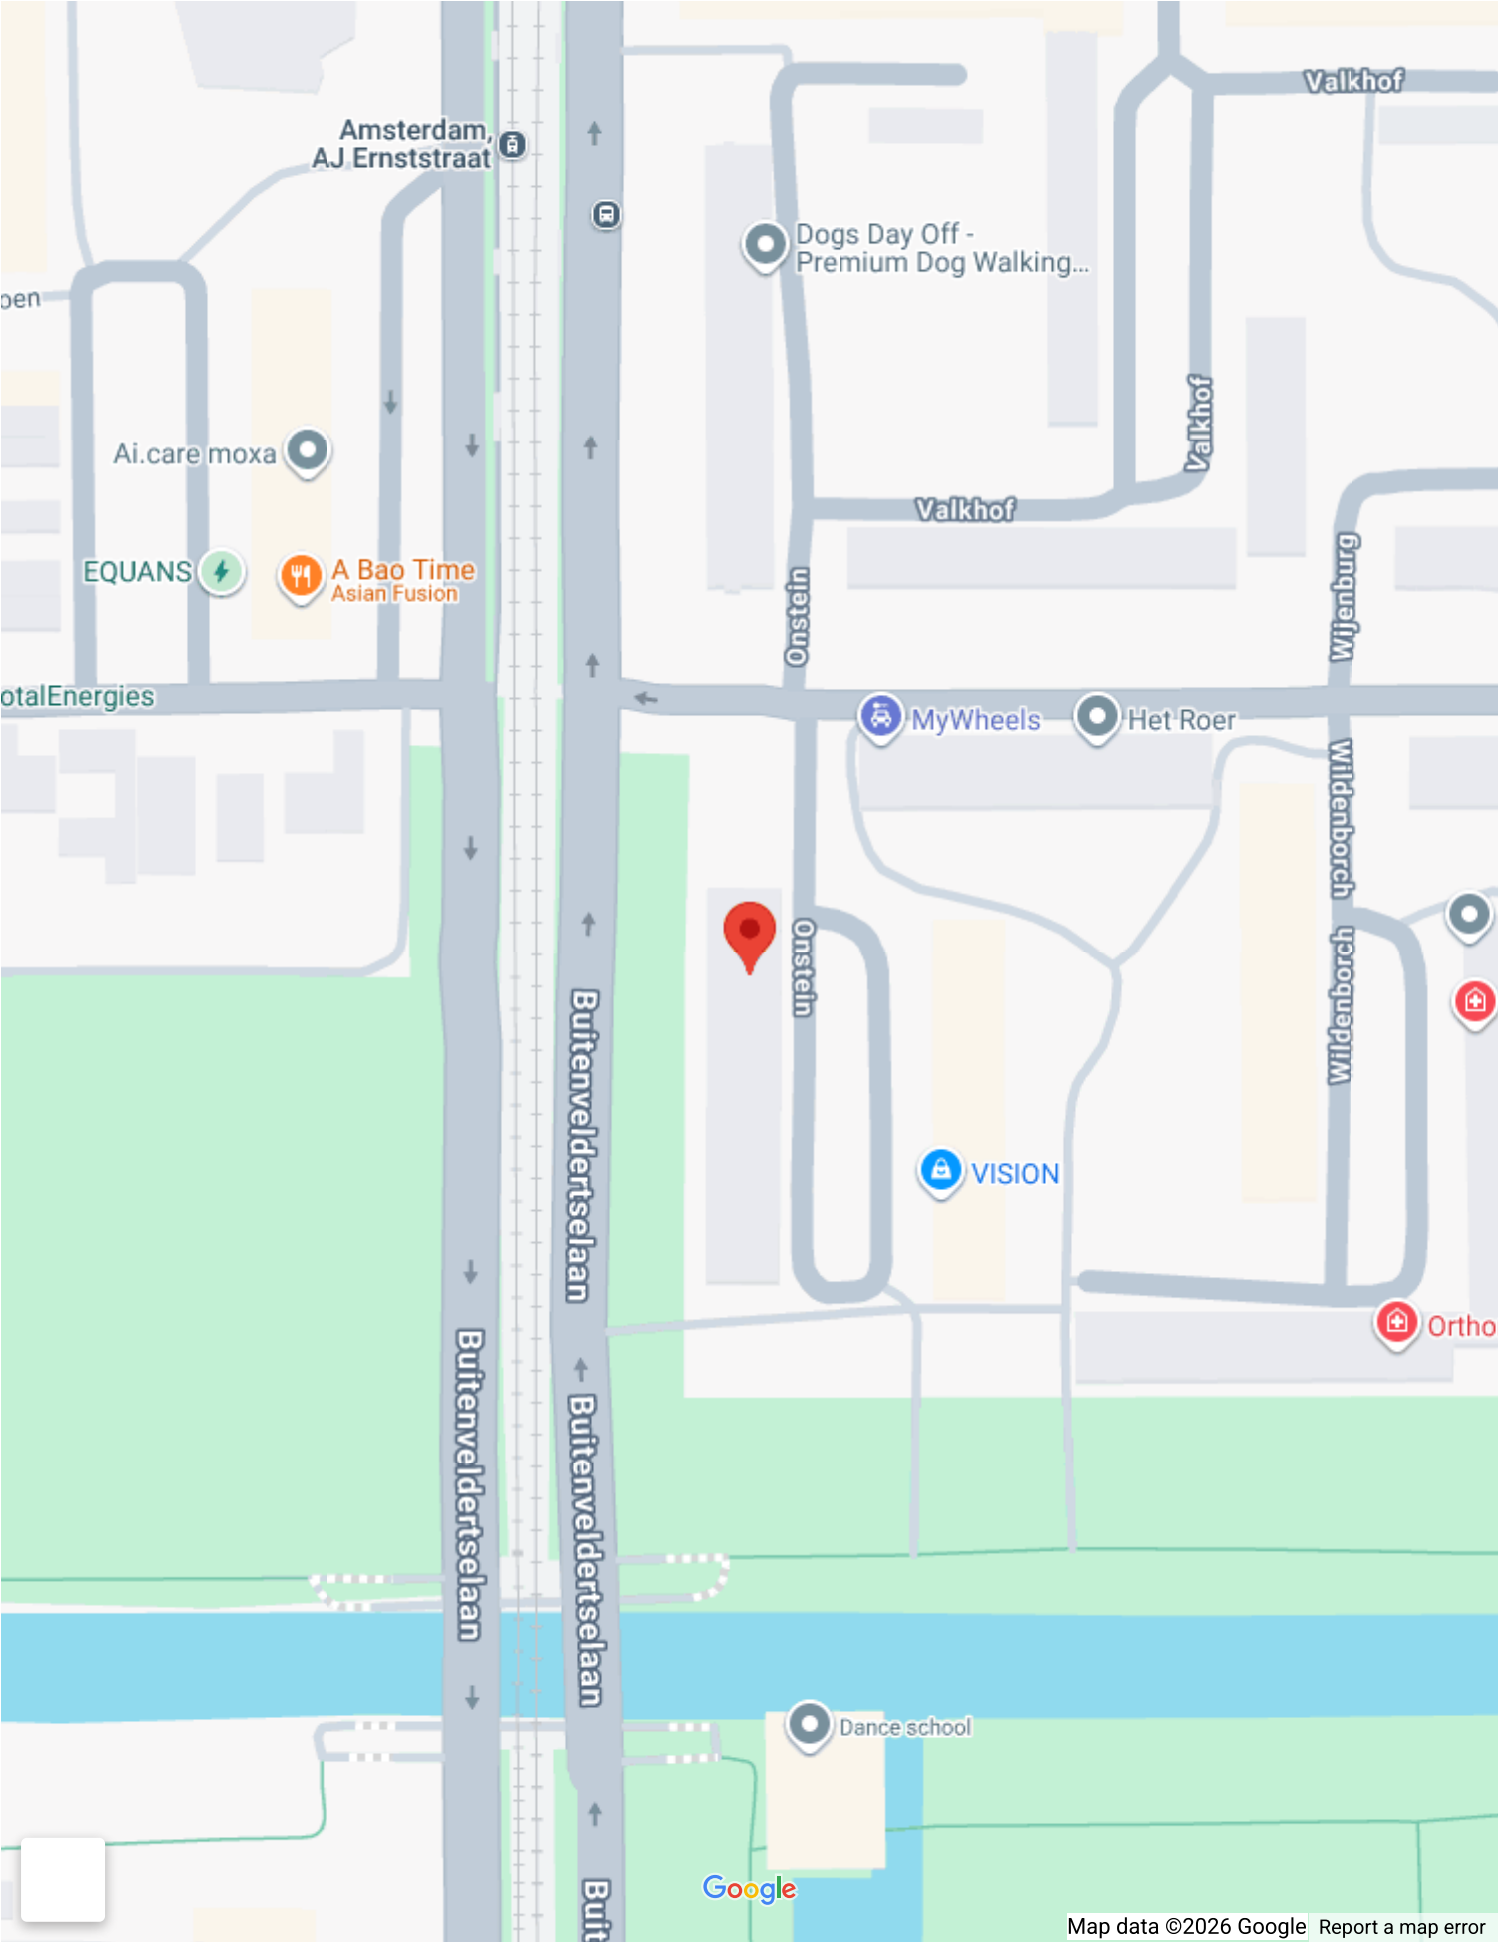 Valkhof
Amsterdam,
AJ Ernststraat
Dogs Day Off -
Premium Dog Walking...
oen
Valkhof
Ai.care moxa
Valkhof
EQUANS
A Bao Time
Asian Fusion
Onstein
Wijenburg
otalEnergies
MyWheels
Het Roer
Wildenborch
Onstein
Wildenborch
Buitenveldertselaan
VISION
Ortho
Buitenveldertselaan
Buitenveldertselaan
Dance school
Buit
Google
Map data ©2026 Google
Report a map error